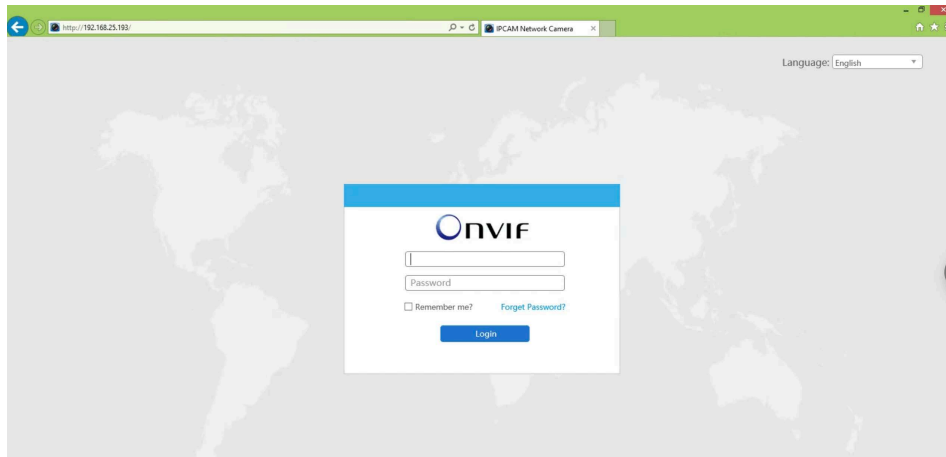 http://192.168.25.193/
IPCAM Network Camera
Language: English
ONVIF
Password
Remember me? Forget Password?
Login